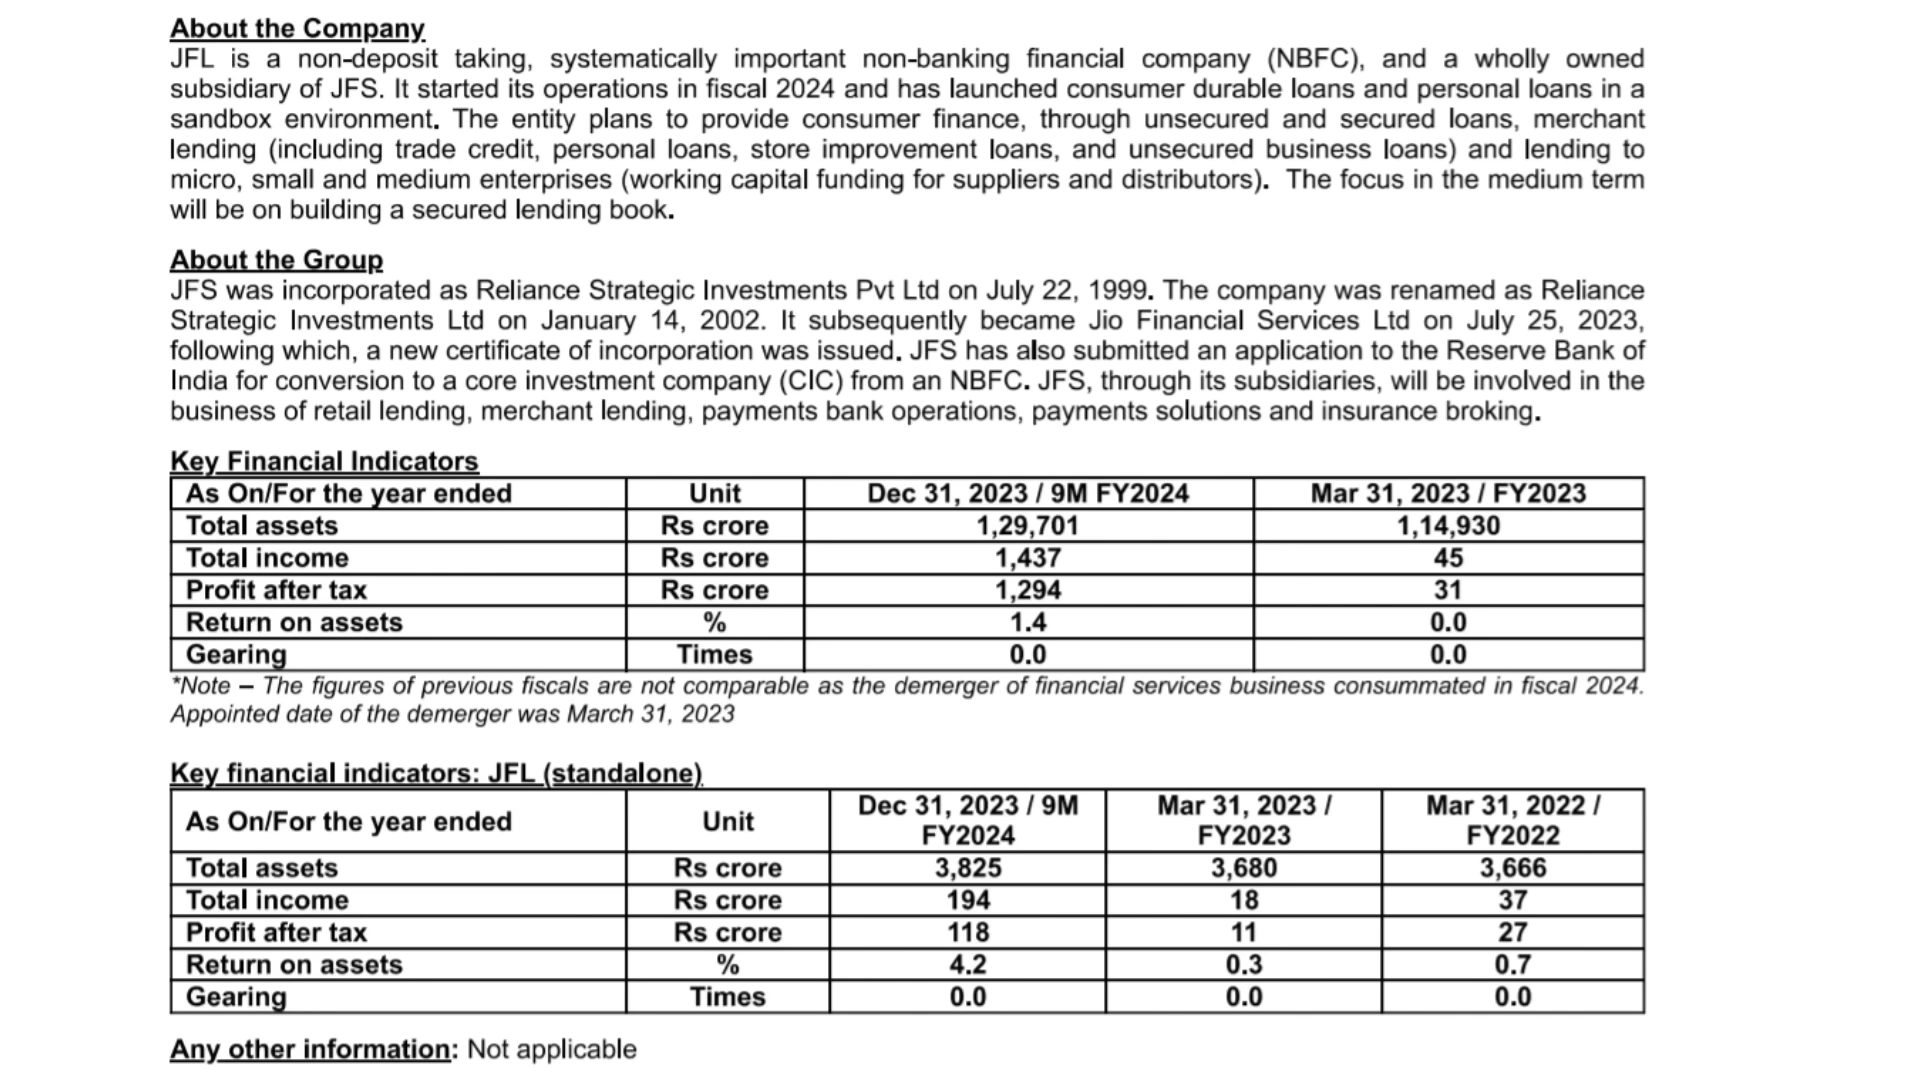 About the Company
JFL is a non-deposit taking, systematically important non-banking financial company (NBFC), and a wholly owned
subsidiary of JFS. It started its operations in fiscal 2024 and has launched consumer durable loans and personal loans in a
sandbox environment. The entity plans to provide consumer finance, through unsecured and secured loans, merchant
lending (including trade credit, personal loans, store improvement loans, and unsecured business loans) and lending to
micro, small and medium enterprises (working capital funding for suppliers and distributors). The focus in the medium term
will be on building a secured lending book.
About the Group
JFS was incorporated as Reliance Strategic Investments Pvt Ltd on July 22, 1999. The company was renamed as Reliance
Strategic Investments Ltd on January 14, 2002. It subsequently became Jio Financial Services Ltd on July 25, 2023,
following which, a new certificate of incorporation was issued. JFS has also submitted an application to the Reserve Bank of
India for conversion to a core investment company (CIC) from an NBFC. JFS, through its subsidiaries, will be involved in the
business of retail lending, merchant lending, payments bank operations, payments solutions and insurance broking.
Key Financial Indicators
As On/For the year ended Unit Dec 31, 2023 / 9M FY2024 Mar 31, 2023 / FY2023
Total assets Rs crore 1,29,701 1,14,930
Total income Rs crore 1,437 45
Profit after tax Rs crore 1,294 31
Return on assets % 1.4 0.0
Gearing Times 0.0 0.0
*Note – The figures of previous fiscals are not comparable as the demerger of financial services business consummated in fiscal 2024.
Appointed date of the demerger was March 31, 2023
Key financial indicators: JFL (standalone)
As On/For the year ended Unit Dec 31, 2023 / 9M FY2024 Mar 31, 2023 / FY2023 Mar 31, 2022 / FY2022
Total assets Rs crore 3,825 3,680 3,666
Total income Rs crore 194 18 37
Profit after tax Rs crore 118 11 27
Return on assets % 4.2 0.3 0.7
Gearing Times 0.0 0.0 0.0
Any other information: Not applicable